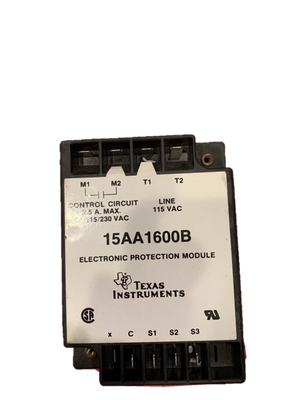 M1 M2 T1 T2
CONTROL CIRCUIT LINE
2.5 A. MAX. 115 VAC
115/230 VAC
15AA1600B
ELECTRONIC PROTECTION MODULE
TEXAS
INSTRUMENTS
x C S1 S2 S3